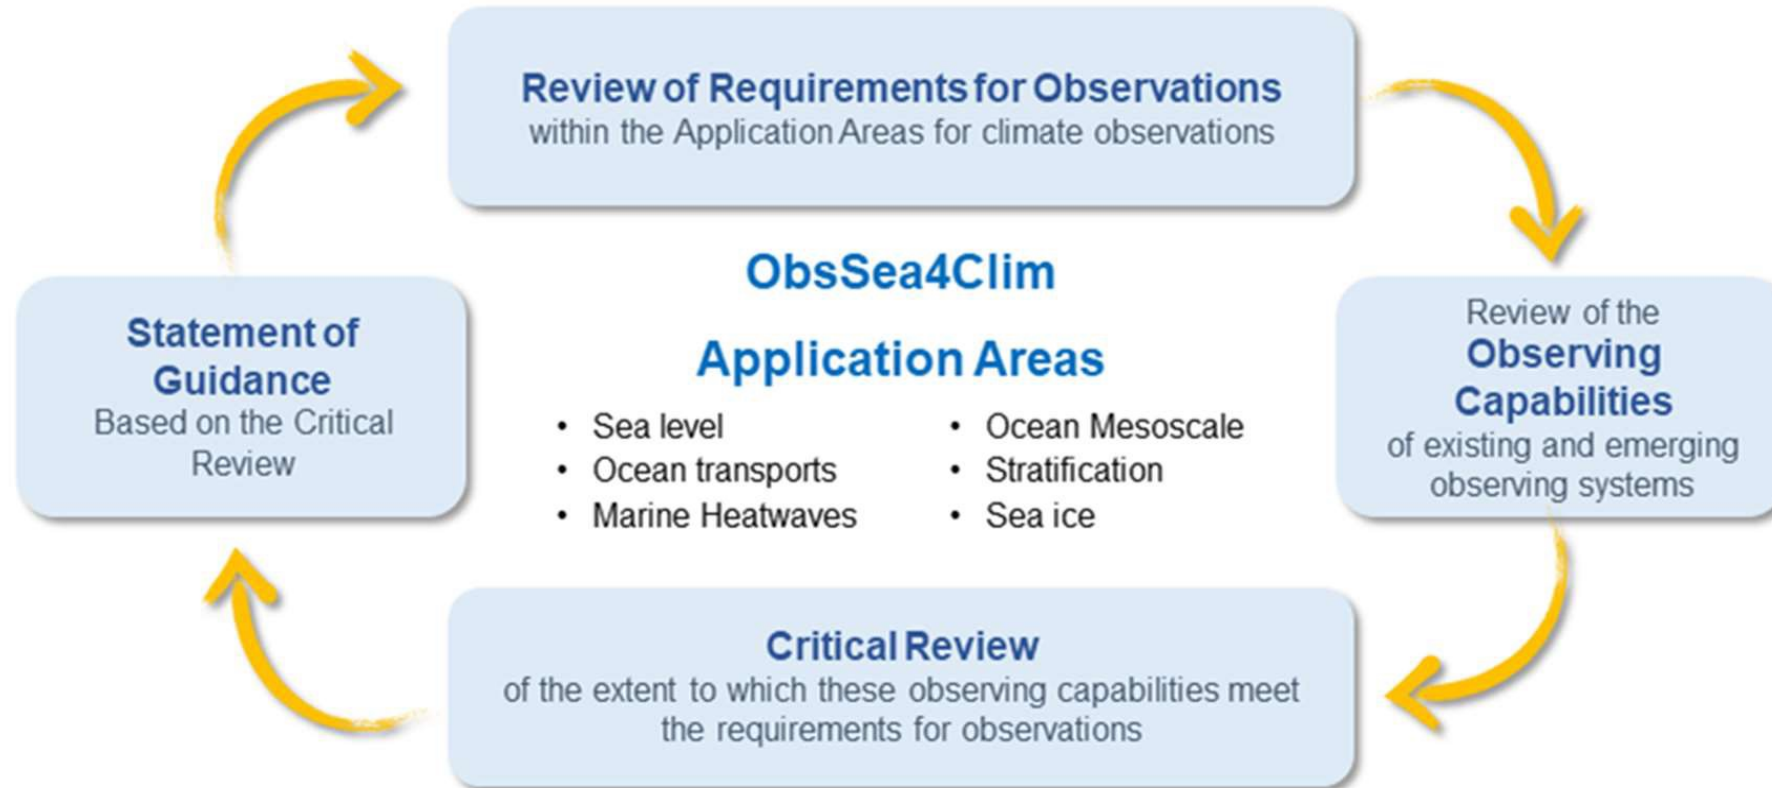 Review of Requirements for Observations
within the Application Areas for climate observations
ObsSea4Clim
Application Areas
• Sea level
• Ocean transports
• Marine Heatwaves
• Ocean Mesoscale
• Stratification
• Sea ice
Review of the
Observing
Capabilities
of existing and emerging
observing systems
Critical Review
of the extent to which these observing capabilities meet
the requirements for observations
Statement of
Guidance
Based on the Critical
Review